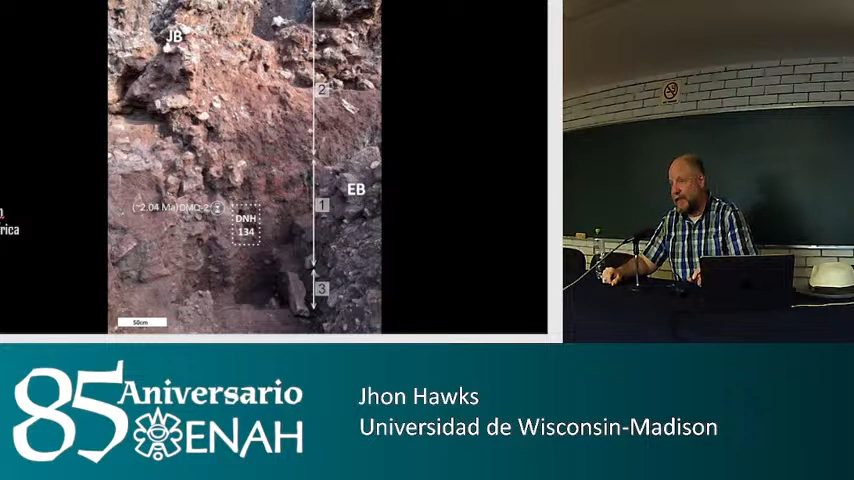 JB
2
EB
(~2.04 Ma) DMQ-2
DNH
134
1
3
50cm
n
rica
85 Aniversario
ENAH
Jhon Hawks
Universidad de Wisconsin-Madison